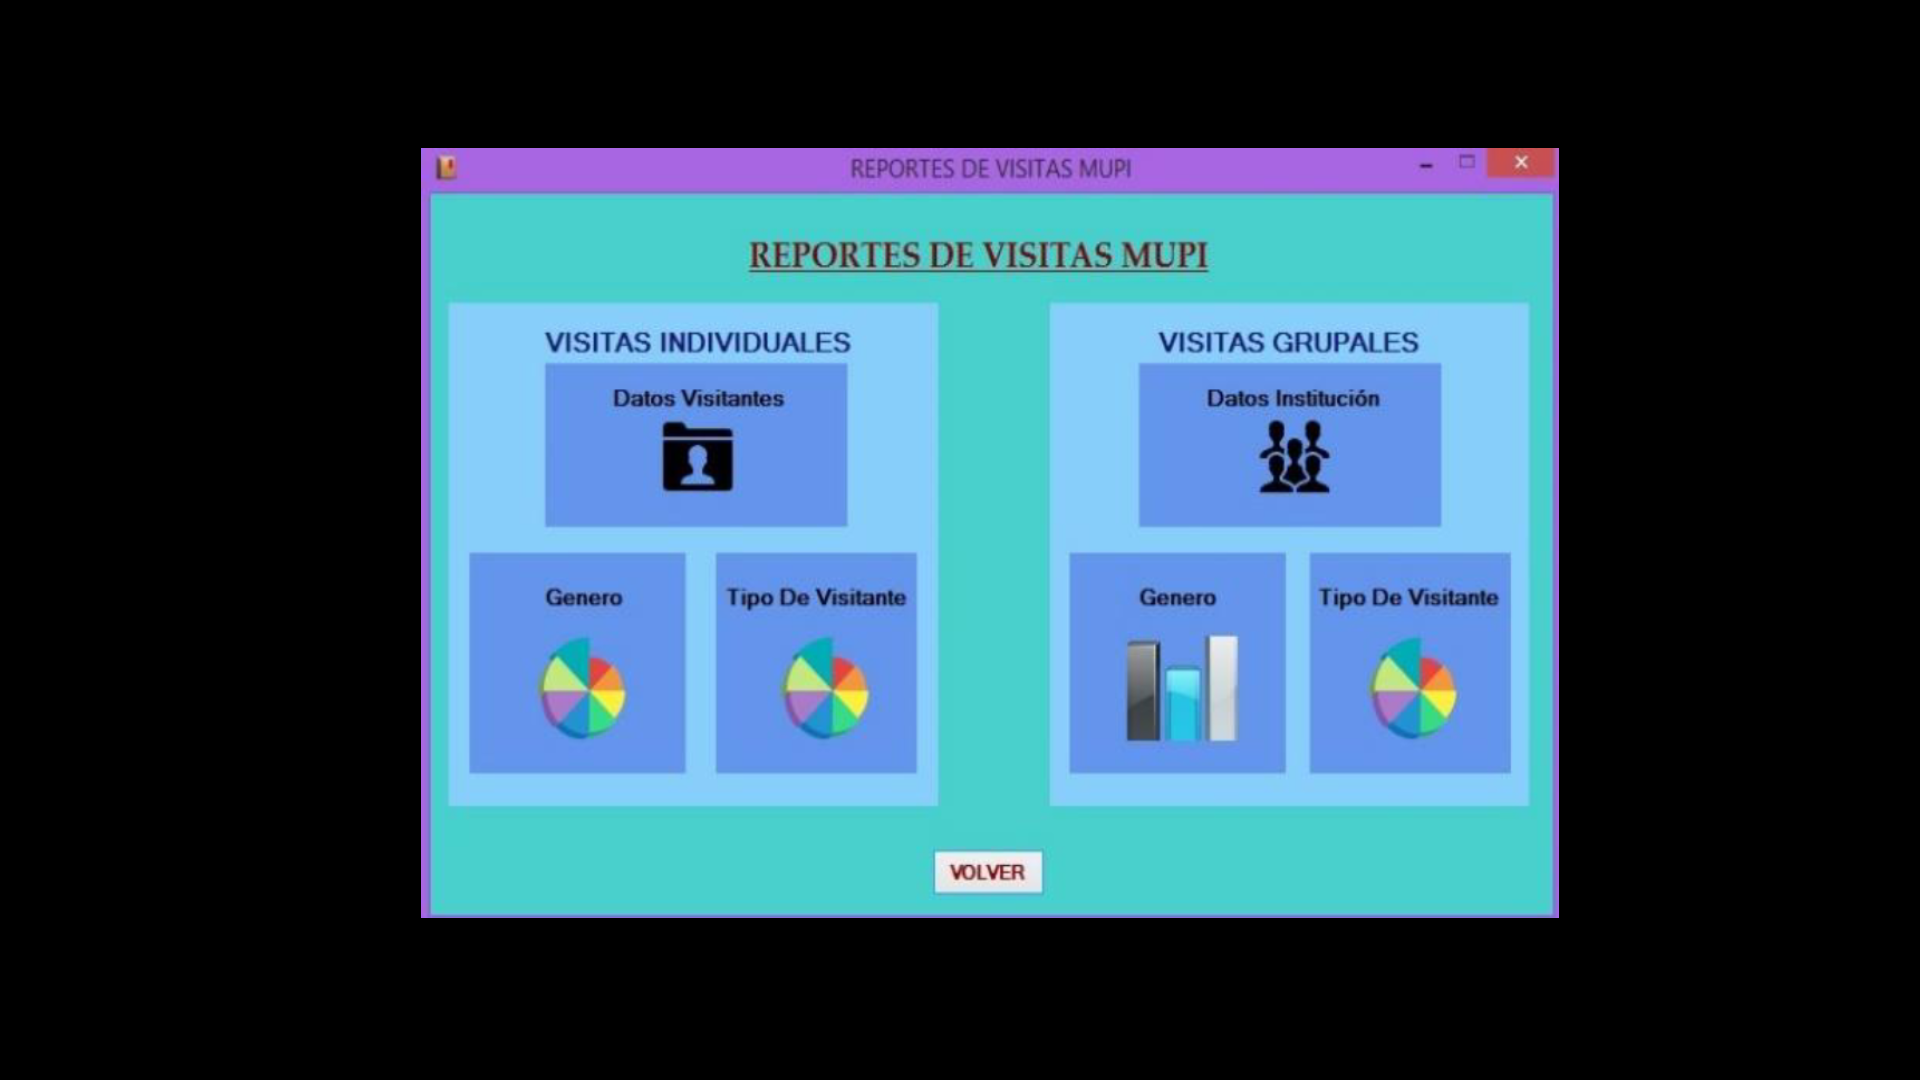 REPORTES DE VISITAS MUPI
REPORTES DE VISITAS MUPI
VISITAS INDIVIDUALES
Datos Visitantes
Genero
Tipo De Visitante
VISITAS GRUPALES
Datos Institución
Genero
Tipo De Visitante
VOLVER